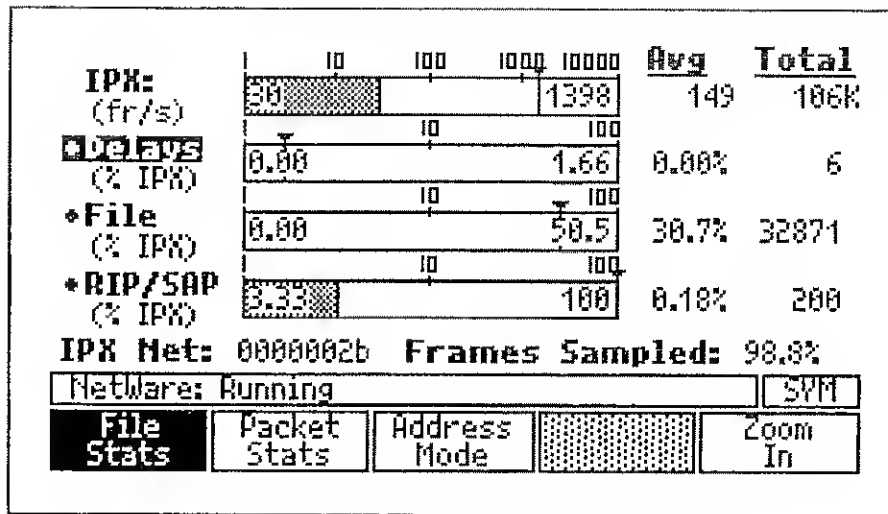 1 10 100 1000 10000 Avg Total
IPX: 30 1398 149 106K
(fr/s)
1 10 100
◆Delays 0.00 1.66 0.00% 6
(% IPX)
1 10 100
◆File 0.00 50.5 30.7% 32871
(% IPX)
1 10 100
◆RIP/SAP 3.33 100 0.18% 200
(% IPX)
IPX Net: 0000002b Frames Sampled: 98.8%
NetWare: Running SYM
File Stats Packet Stats Address Mode Zoom In